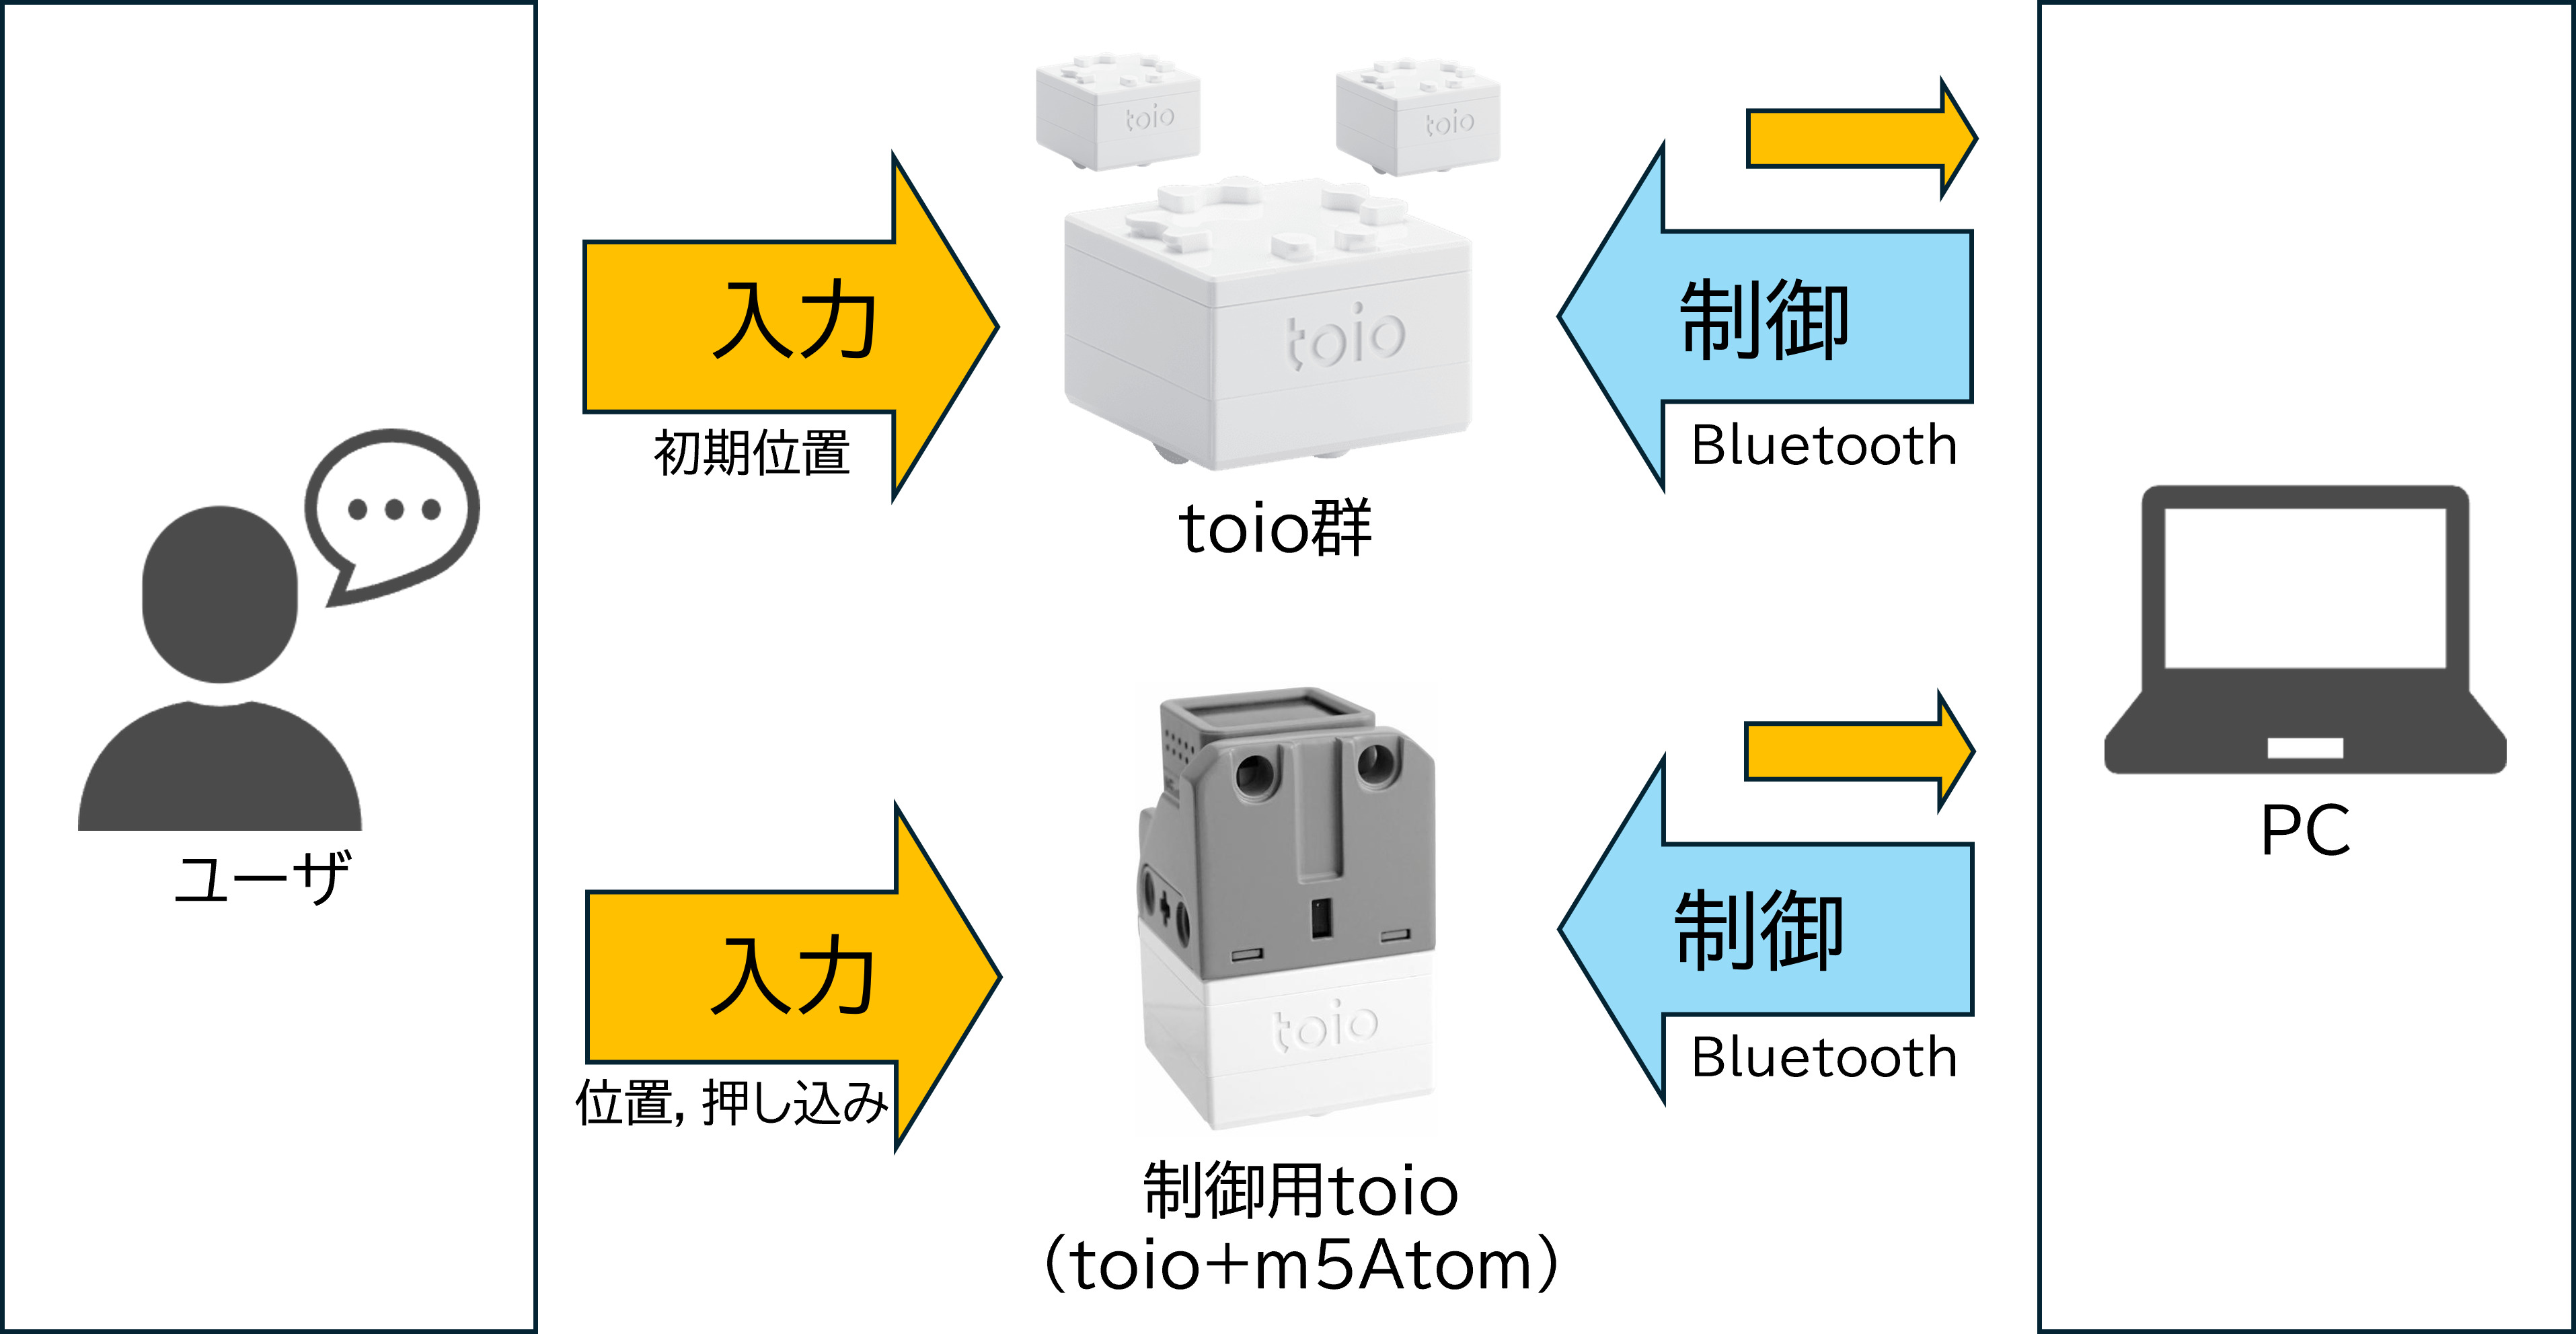 toio
toio
toio
入力
制御
初期位置
Bluetooth
toio群
ユーザ
PC
入力
制御
toio
位置, 押し込み
Bluetooth
制御用toio
（toio+m5Atom）